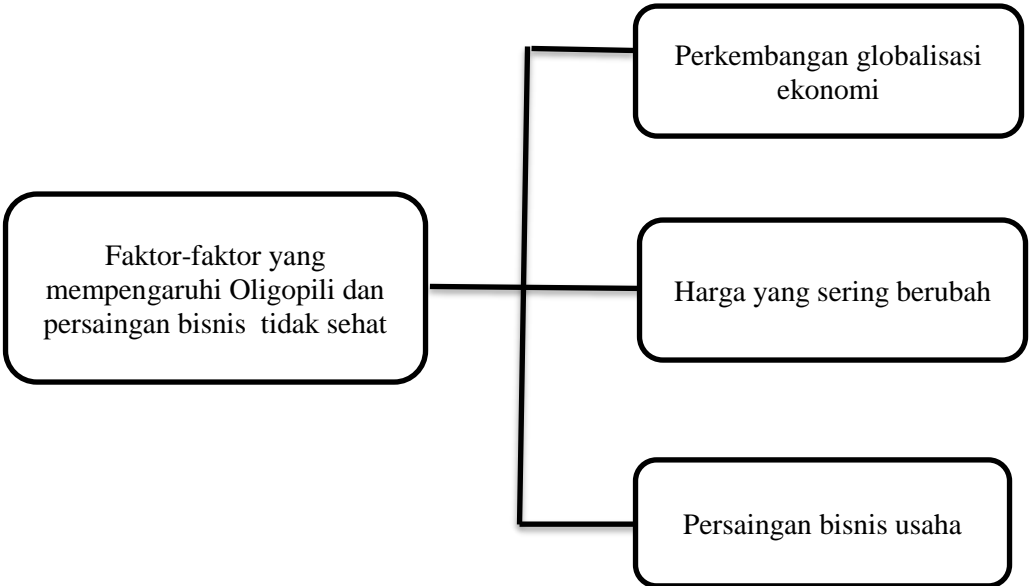 Faktor-faktor yang
mempengaruhi Oligopili dan
persaingan bisnis  tidak sehat
Perkembangan globalisasi
ekonomi
Harga yang sering berubah
Persaingan bisnis usaha